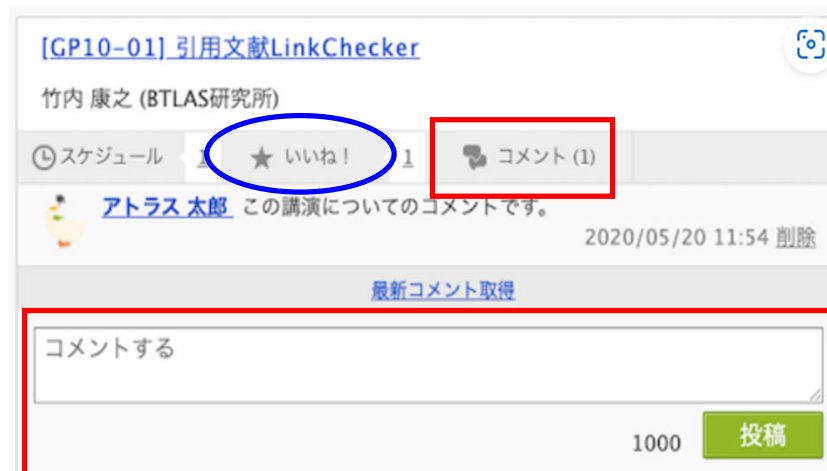 [GP10-01] 引用文献LinkChecker
竹内 康之 (BTLAS研究所)
スケジュール 1 いいね！ 1 コメント (1)
アトラス 太郎 この講演についてのコメントです。
2020/05/20 11:54 削除
最新コメント取得
コメントする
1000 投稿